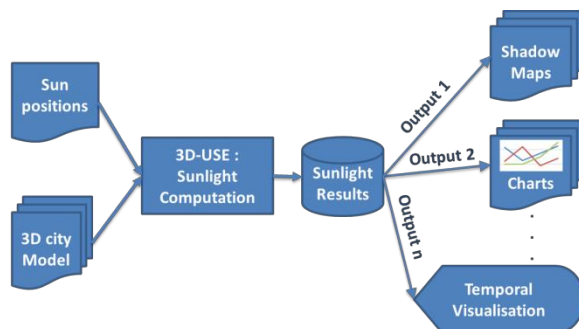 Sun
positions
3D city
Model
3D-USE :
Sunlight
Computation
Sunlight
Results
Output 1
Output 2
Output n
Shadow
Maps
Charts
Temporal
Visualisation